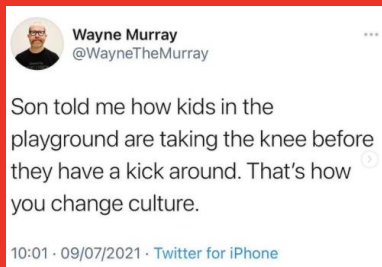 Wayne Murray
@WayneTheMurray
Son told me how kids in the
playground are taking the knee before
they have a kick around. That's how
you change culture.
10:01 · 09/07/2021 · Twitter for iPhone